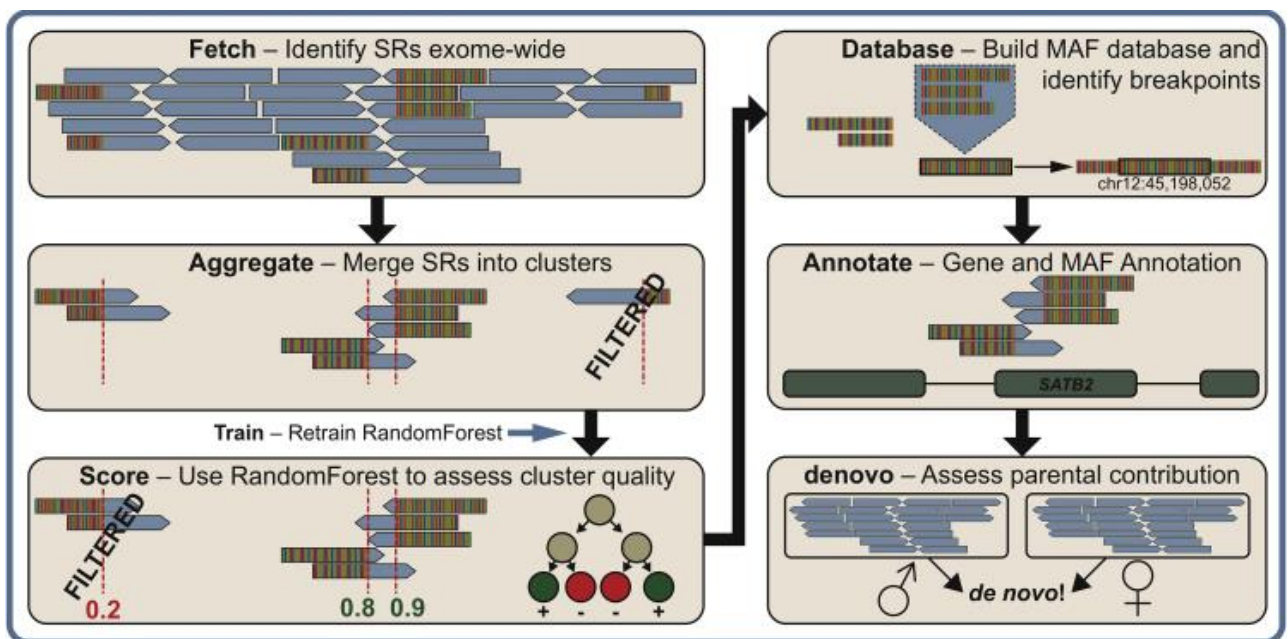 Fetch – Identify SRs exome-wide
Aggregate – Merge SRs into clusters
FILTERED
Train – Retrain RandomForest
Score – Use RandomForest to assess cluster quality
FILTERED
0.2
0.8
0.9
+ - - +
Database – Build MAF database and
identify breakpoints
chr12:45,198,052
Annotate – Gene and MAF Annotation
SATB2
denovo – Assess parental contribution
♂
de novo!
♀